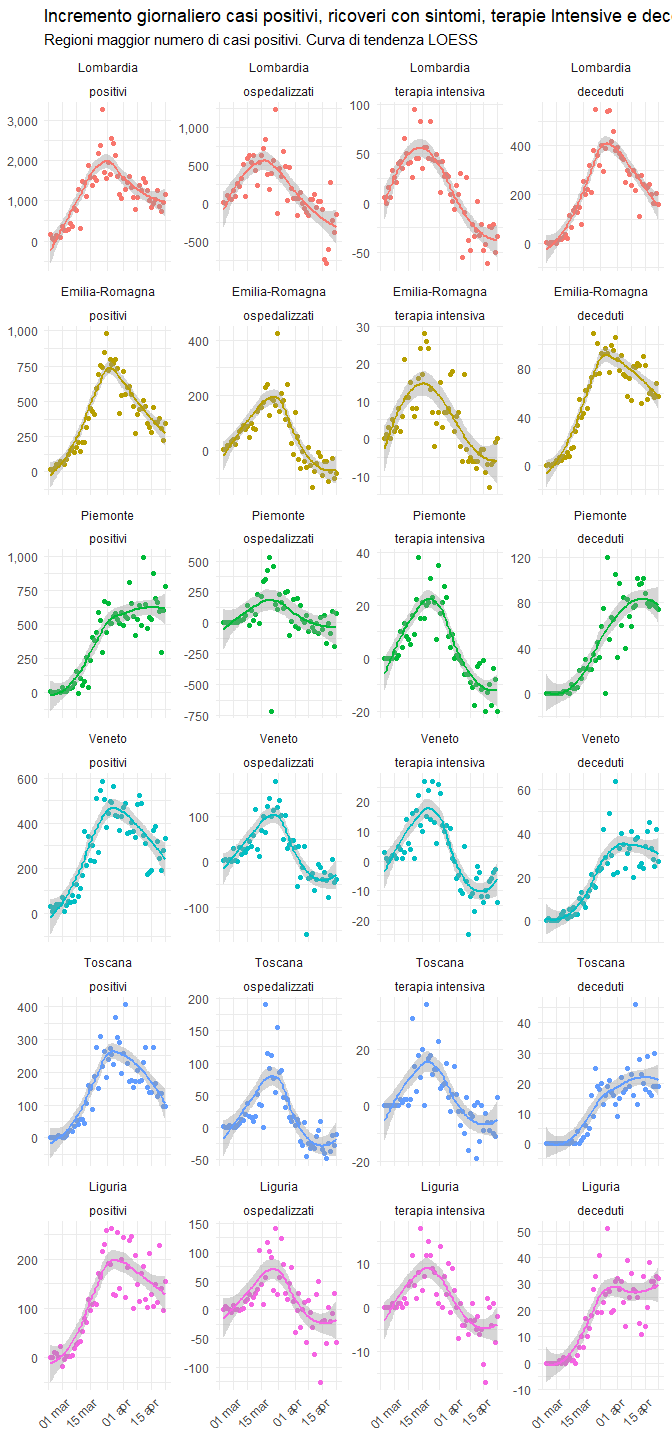 Incremento giornaliero casi positivi, ricoveri con sintomi, terapie Intensive e dec
Regioni maggior numero di casi positivi. Curva di tendenza LOESS
Lombardia Lombardia Lombardia Lombardia
positivi ospedalizzati terapia intensiva deceduti
3,000 2,000 1,000 0
1,000 500 0 -500
100 50 0 -50
400 200 0
Emilia-Romagna Emilia-Romagna Emilia-Romagna Emilia-Romagna
positivi ospedalizzati terapia intensiva deceduti
1,000 750 500 250 0
400 200 0
30 20 10 0 -10
80 40 0
Piemonte Piemonte Piemonte Piemonte
positivi ospedalizzati terapia intensiva deceduti
1,000 750 500 250 0
500 250 0 -250 -500 -750
40 20 0 -20
120 80 40 0
Veneto Veneto Veneto Veneto
positivi ospedalizzati terapia intensiva deceduti
600 400 200 0
100 0 -100
20 10 0 -10 -20
60 40 20 0
Toscana Toscana Toscana Toscana
positivi ospedalizzati terapia intensiva deceduti
400 300 200 100 0
200 150 100 50 0 -50
20 0 -20
40 30 20 10 0
Liguria Liguria Liguria Liguria
positivi ospedalizzati terapia intensiva deceduti
200 100 0
150 100 50 0 -50 -100
10 0 -10
50 40 30 20 10 0 -10
01 mar 15 mar 01 apr 15 apr
01 mar 15 mar 01 apr 15 apr
01 mar 15 mar 01 apr 15 apr
01 mar 15 mar 01 apr 15 apr